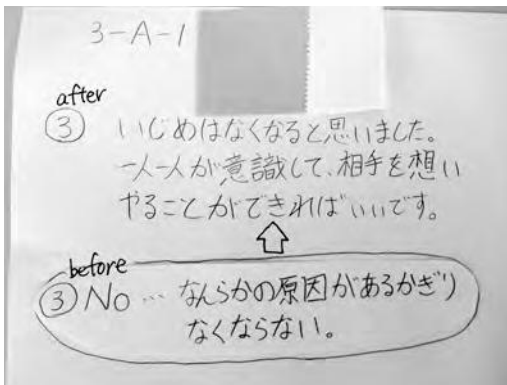 3-A-1
after
③ いじめはなくなると思いました。
一人一人が意識して、相手を想い
やることができればいいです。
before
③ No … なんらかの原因があるかぎり
なくならない。